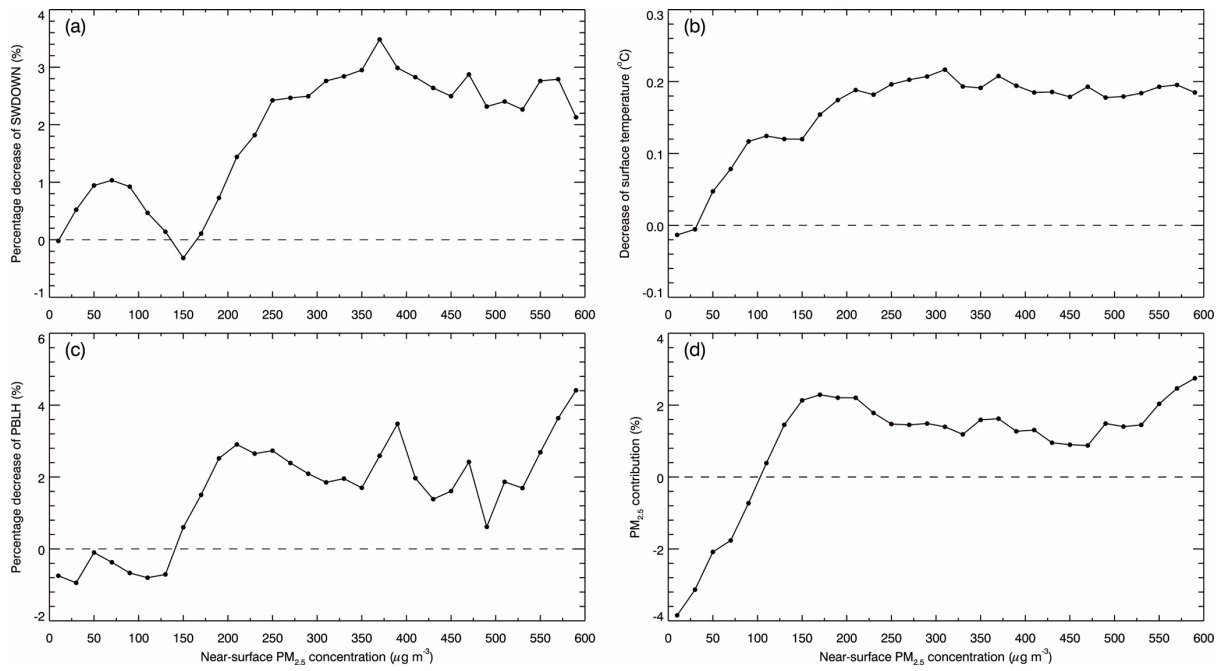 (a)
Percentage decrease of SWDOWN (%)
4
3
2
1
0
-1
0 50 100 150 200 250 300 350 400 450 500 550 600
(b)
Decrease of surface temperature (°C)
0.3
0.2
0.1
0.0
-0.1
0 50 100 150 200 250 300 350 400 450 500 550 600
(c)
Percentage decrease of PBLH (%)
6
4
2
0
-2
0 50 100 150 200 250 300 350 400 450 500 550 600
Near-surface PM2.5 concentration (μg m-3)
(d)
PM2.5 contribution (%)
4
2
0
-2
-4
0 50 100 150 200 250 300 350 400 450 500 550 600
Near-surface PM2.5 concentration (μg m-3)